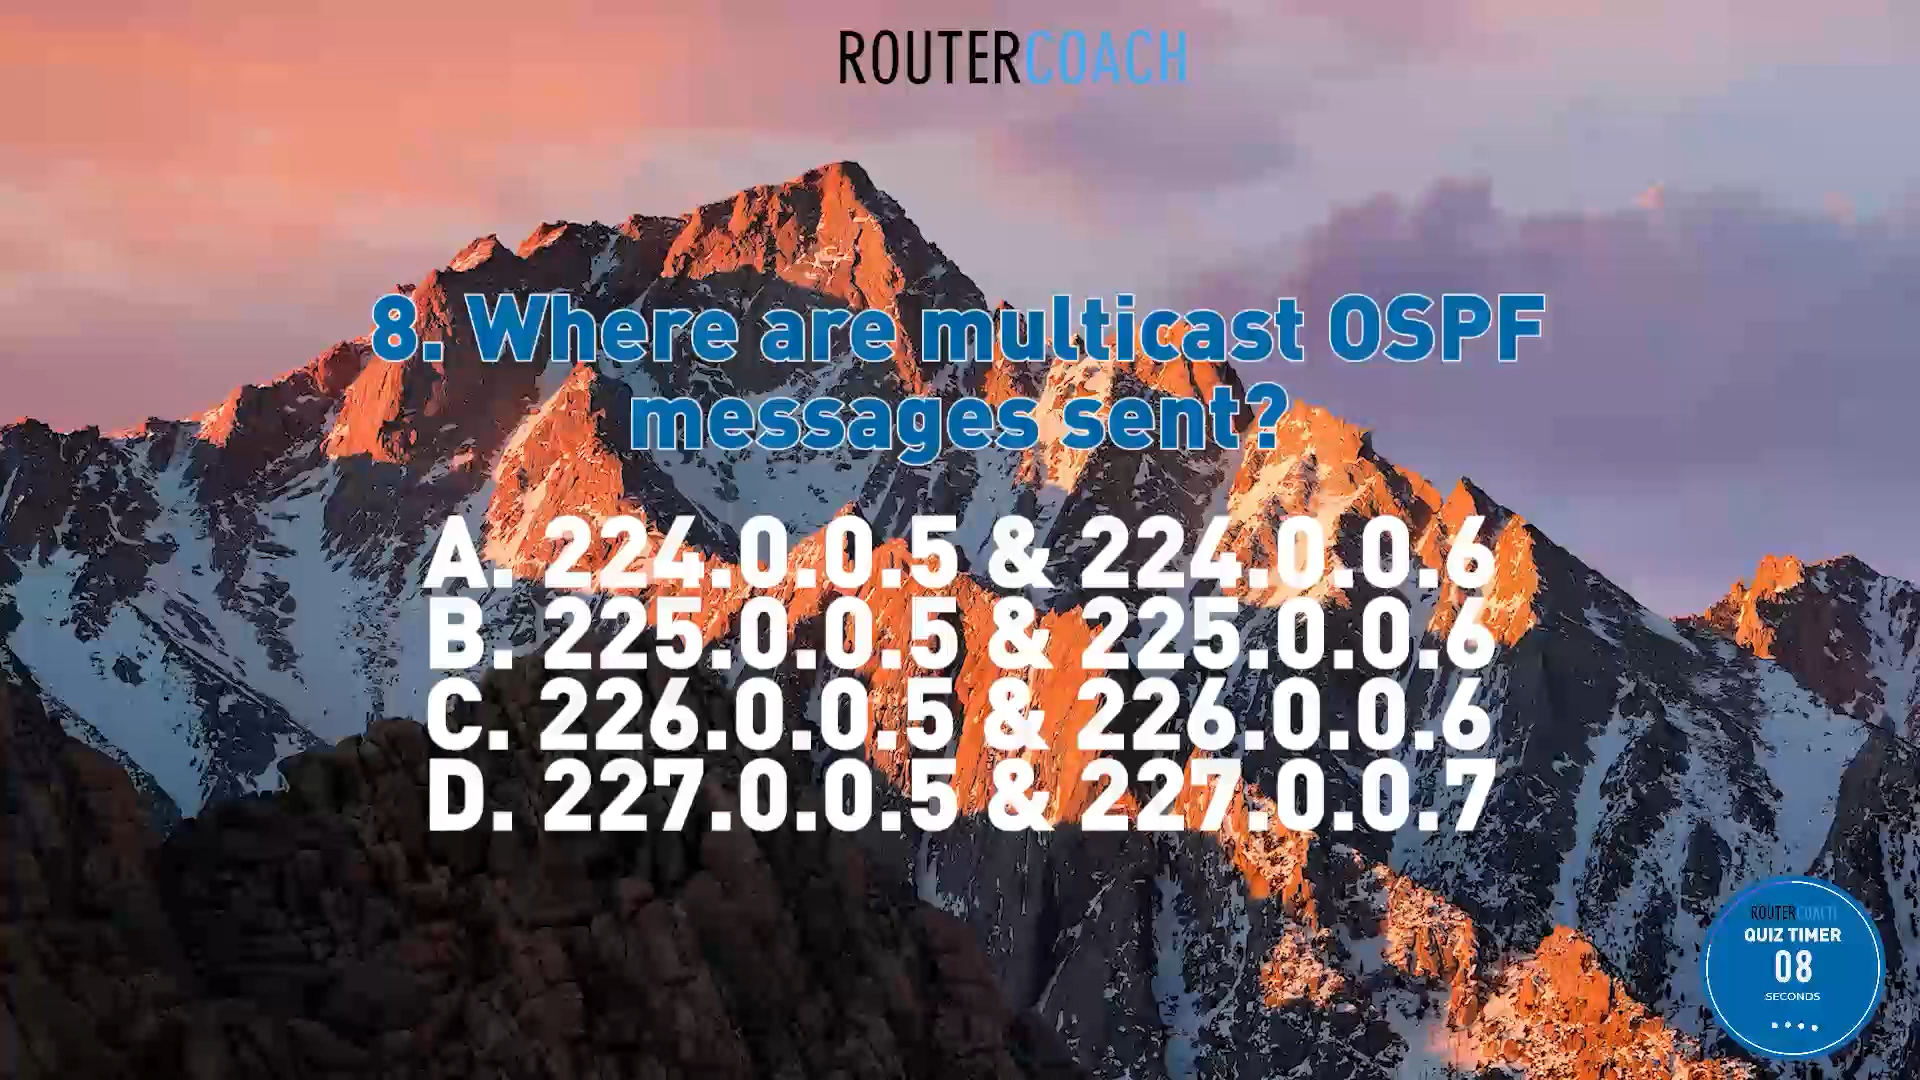 ROUTERCOACH
8. Where are multicast OSPF
messages sent?
A. 224.0.0.5 & 224.0.0.6
B. 225.0.0.5 & 225.0.0.6
C. 226.0.0.5 & 226.0.0.6
D. 227.0.0.5 & 227.0.0.7
ROUTERCOACH
QUIZ TIMER
08
SECONDS